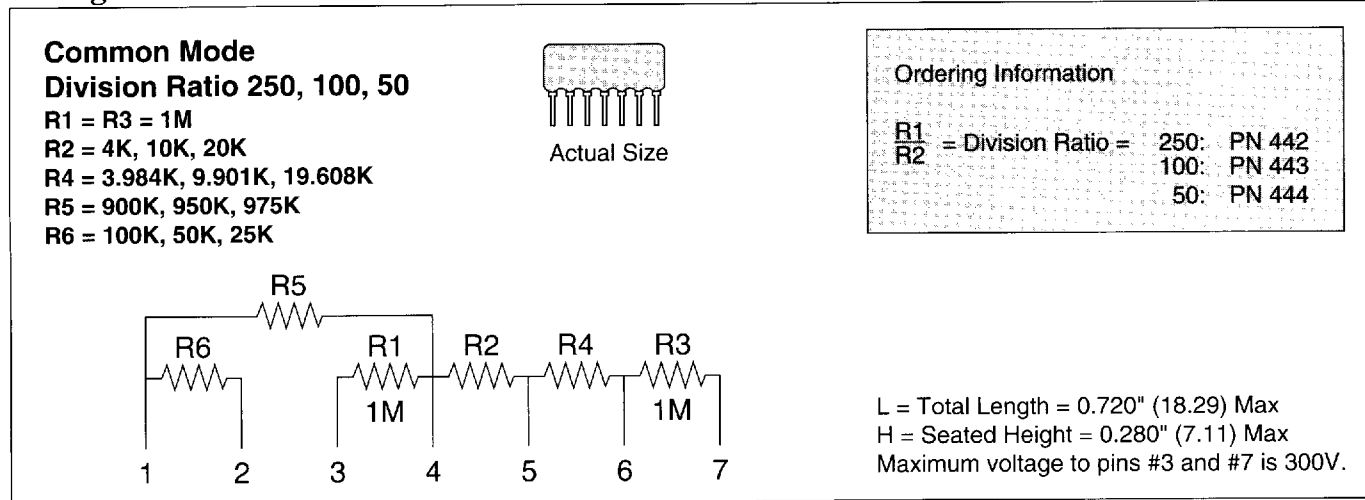 Common Mode
Division Ratio 250, 100, 50
R1 = R3 = 1M
R2 = 4K, 10K, 20K
R4 = 3.984K, 9.901K, 19.608K
R5 = 900K, 950K, 975K
R6 = 100K, 50K, 25K
Actual Size
Ordering Information
R1
R2 = Division Ratio = 250: PN 442
100: PN 443
50: PN 444
R5
R6 R1 R2 R4 R3
1M 1M
1 2 3 4 5 6 7
L = Total Length = 0.720" (18.29) Max
H = Seated Height = 0.280" (7.11) Max
Maximum voltage to pins #3 and #7 is 300V.